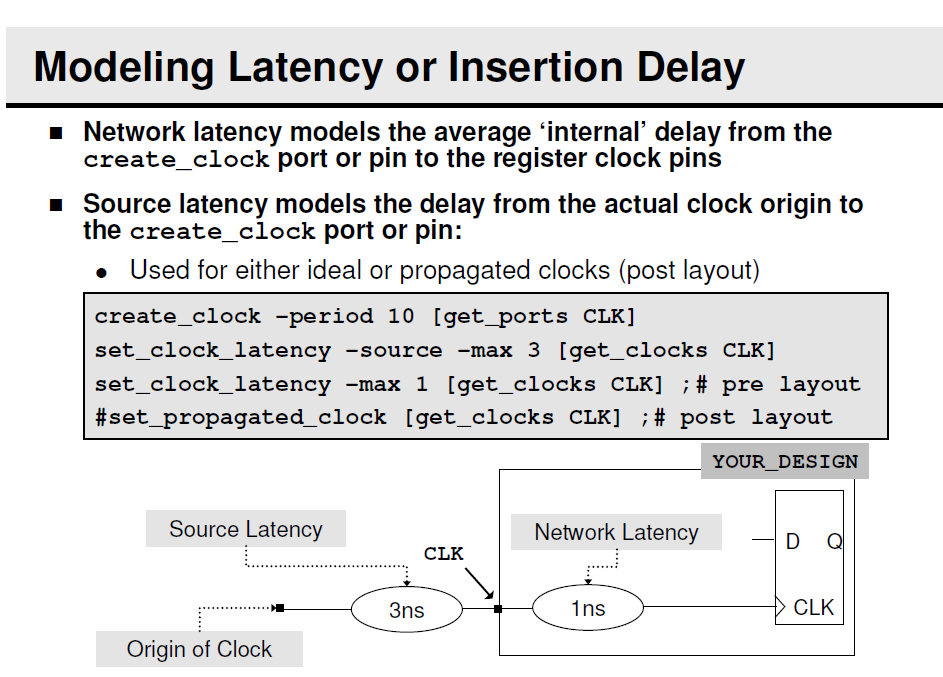 Modeling Latency or Insertion Delay
■ Network latency models the average ‘internal’ delay from the
create_clock port or pin to the register clock pins
■ Source latency models the delay from the actual clock origin to
the create_clock port or pin:
● Used for either ideal or propagated clocks (post layout)
create_clock –period 10 [get_ports CLK]
set_clock_latency –source –max 3 [get_clocks CLK]
set_clock_latency –max 1 [get_clocks CLK] ;# pre layout
#set_propagated_clock [get_clocks CLK] ;# post layout
YOUR_DESIGN
Source Latency
Network Latency
CLK
D Q
3ns
1ns
CLK
Origin of Clock